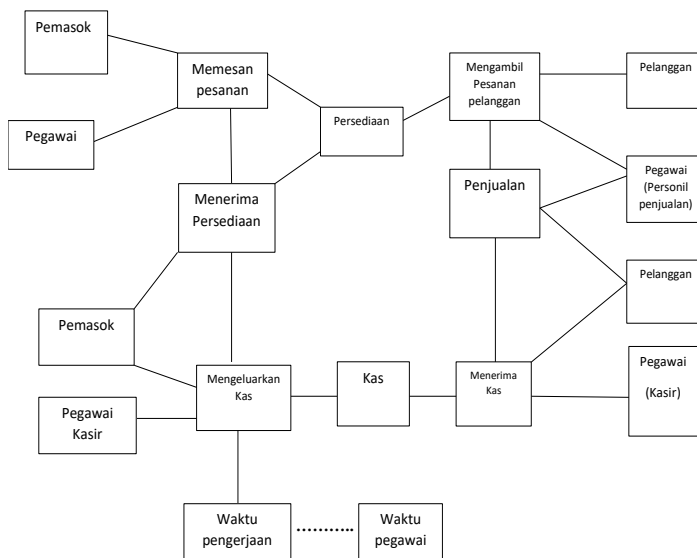 Pemasok
Memesan
pesanan
Mengambil
Pesanan
pelanggan
Pelanggan
Pegawai
Persediaan
Menerima
Persediaan
Penjualan
Pegawai
(Personil
penjualan)
Pelanggan
Pemasok
Mengeluarkan
Kas
Kas
Menerima
Kas
Pegawai
(Kasir)
Pegawai
Kasir
Waktu
pengerjaan
...........
Waktu
pegawai